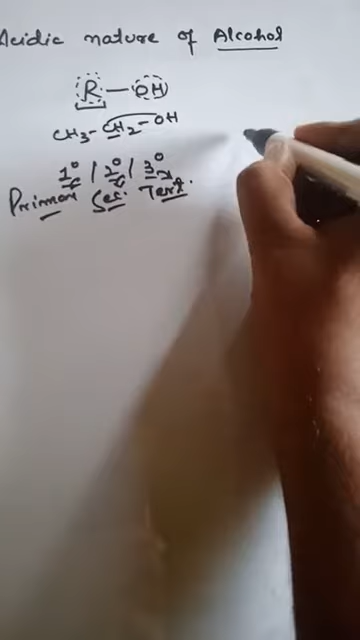 Acidic nature of Alcohol
R — OH
CH3 - CH2 - OH
1° / 2° / 3°
Primary Sec. Tert.